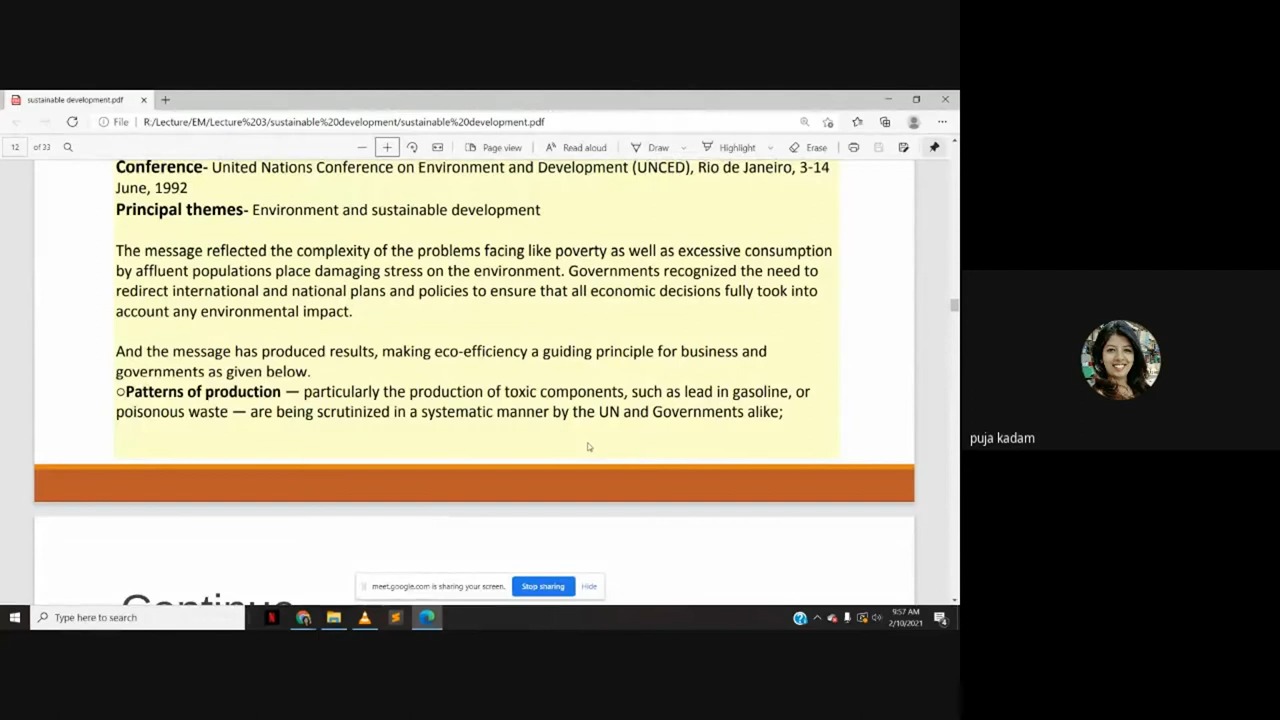 sustainable development.pdf
File
R:/Lecture/EM/Lecture%203/sustainable%20development/sustainable%20development.pdf
12 of 33
Page view
Read aloud
Draw
Highlight
Erase
Conference- United Nations Conference on Environment and Development (UNCED), Rio de Janeiro, 3-14
June, 1992
Principal themes- Environment and sustainable development
The message reflected the complexity of the problems facing like poverty as well as excessive consumption
by affluent populations place damaging stress on the environment. Governments recognized the need to
redirect international and national plans and policies to ensure that all economic decisions fully took into
account any environmental impact.
And the message has produced results, making eco-efficiency a guiding principle for business and
governments as given below.
○Patterns of production — particularly the production of toxic components, such as lead in gasoline, or
poisonous waste — are being scrutinized in a systematic manner by the UN and Governments alike;
puja kadam
Continue
meet.google.com is sharing your screen.
Stop sharing
Hide
Type here to search
9:57 AM
2/10/2021
4